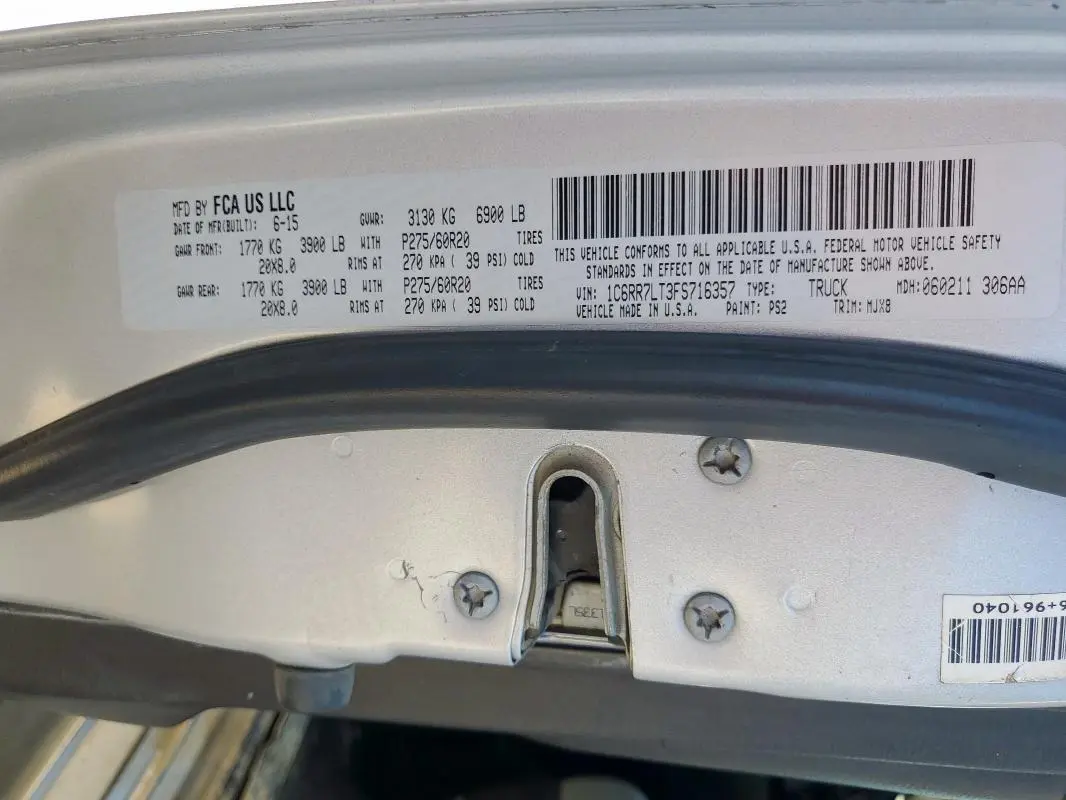 MFD BY FCA US LLC
DATE OF MFR(BUILT): 6-15 GVWR: 3130 KG 6900 LB
GAWR FRONT: 1770 KG 3900 LB WITH P275/60R20 TIRES
20X8.0 RIMS AT 270 KPA ( 39 PSI) COLD
GAWR REAR: 1770 KG 3900 LB WITH P275/60R20 TIRES
20X8.0 RIMS AT 270 KPA ( 39 PSI) COLD
THIS VEHICLE CONFORMS TO ALL APPLICABLE U.S.A. FEDERAL MOTOR VEHICLE SAFETY
STANDARDS IN EFFECT ON THE DATE OF MANUFACTURE SHOWN ABOVE.
VIN: 1C6RR7LT3FS716357 TYPE: TRUCK MDH:060211 306AA
VEHICLE MADE IN U.S.A. PAINT: PS2 TRIM: MJX8
+961040